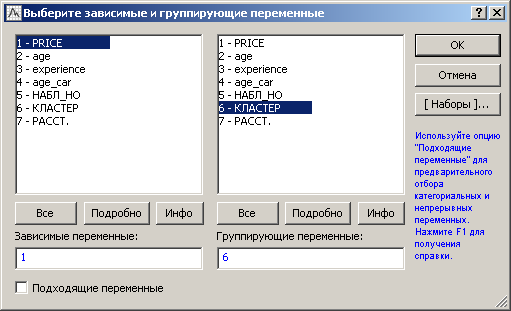 Выберите зависимые и группирующие переменные
1 - PRICE
2 - age
3 - experience
4 - age_car
5 - НАБЛ_НО
6 - КЛАСТЕР
7 - РАССТ.
1 - PRICE
2 - age
3 - experience
4 - age_car
5 - НАБЛ_НО
6 - КЛАСТЕР
7 - РАССТ.
OK
Отмена
[ Наборы ]...
Используйте опцию
"Подходящие
переменные" для
предварительного
отбора
категориальных и
непрерывных
переменных.
Нажмите F1 для
получения
справки.
Все Подробно Инфо
Все Подробно Инфо
Зависимые переменные:
1
Группирующие переменные:
6
Подходящие переменные